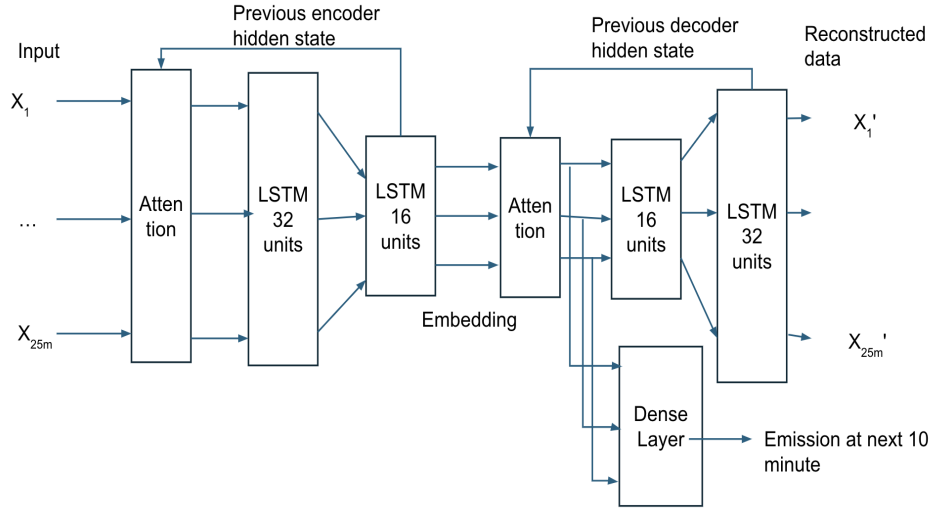 Previous encoder
hidden state
Previous decoder
hidden state
Reconstructed
data
Input
X1
...
X25m
Atten
tion
LSTM
32
units
LSTM
16
units
Embedding
Atten
tion
LSTM
16
units
LSTM
32
units
X1'
X25m'
Dense
Layer
Emission at next 10
minute